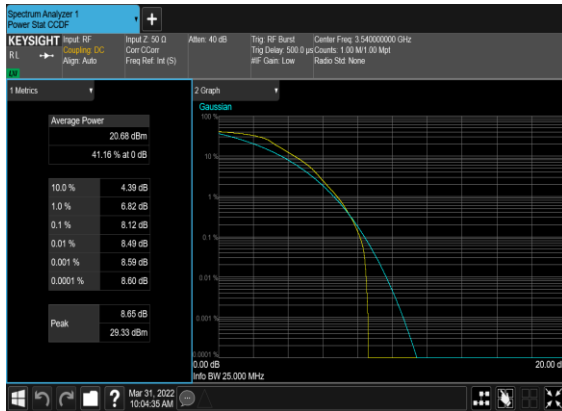 Spectrum Analyzer 1
Power Stat CCDF
KEYSIGHT
RL
Input: RF
Coupling: DC
Align: Auto
Input Z: 50 Ω
Corr CCorr
Freq Ref: Int (S)
Atten: 40 dB
Trig: RF Burst
Trig Delay: 500.0 µs
#IF Gain: Low
Center Freq: 3.540000000 GHz
Counts: 1.00 M/1.00 Mpt
Radio Std: None
1 Metrics
Average Power
20.68 dBm
41.16 % at 0 dB
10.0 % 4.39 dB
1.0 % 6.82 dB
0.1 % 8.12 dB
0.01 % 8.49 dB
0.001 % 8.59 dB
0.0001 % 8.60 dB
Peak
8.65 dB
29.33 dBm
2 Graph
Gaussian
100 %
10 %
1 %
0.1 %
0.01 %
0.001 %
0.0001 %
0.00 dB
20.00 d
Info BW 25.000 MHz
?
Mar 31, 2022
10:04:35 AM